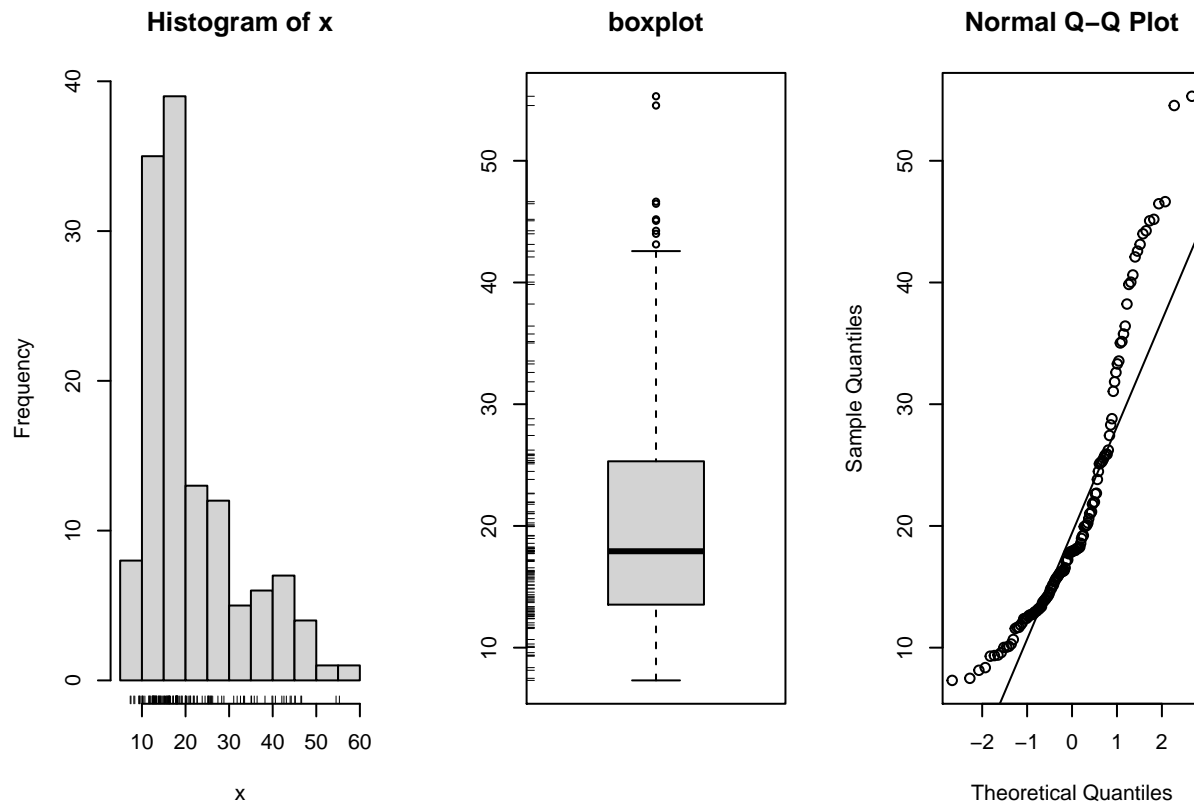 Histogram of x
Frequency
0
10
20
30
40
10 20 30 40 50 60
x
boxplot
10
20
30
40
50
Normal Q−Q Plot
Sample Quantiles
10
20
30
40
50
−2 −1 0 1 2
Theoretical Quantiles